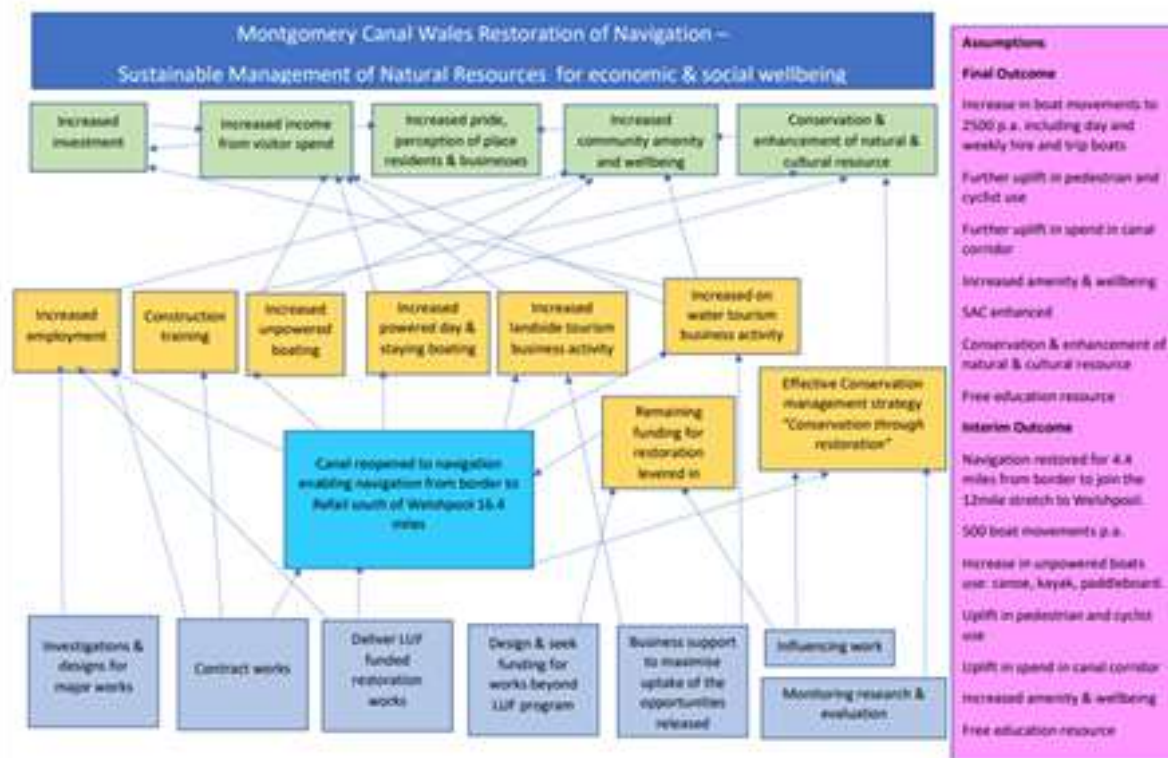 Montgomery Canal Wales Restoration of Navigation –
Sustainable Management of Natural Resources for economic & social wellbeing
Increased
investment
Increased income
from visitor spend
Increased pride,
perception of place
residents & businesses
Increased
community amenity
and wellbeing
Conservation &
enhancement of natural &
cultural resource
Increased
employment
Construction
training
Increased
unpowered
boating
Increased
powered day &
staying boating
Increased
landside tourism
business activity
Increased on
water tourism
business activity
Effective Conservation
management strategy
"Conservation through
restoration"
Remaining
funding for
restoration
levered in
Canal reopened to navigation
enabling navigation from border to
Refail south of Welshpool 16.4
miles
Investigations &
designs for
major works
Contract works
Deliver LUF
funded
restoration
works
Design & seek
funding for
works beyond
LUF program
Business support
to maximise
uptake of the
opportunities
released
Influencing work
Monitoring research &
evaluation
Assumptions
Final Outcome
Increase in boat movements to
2500 p.a. including day and
weekly hire and trip boats
Further uplift in pedestrian and
cyclist use
Further uplift in spend in canal
corridor
Increased amenity & wellbeing
SAC enhanced
Conservation & enhancement of
natural & cultural resource
Free education resource
Interim Outcome
Navigation restored for 4.4
miles from border to join the
12mile stretch to Welshpool.
500 boat movements p.a.
Increase in unpowered boats
use: canoe, kayak, paddleboard.
Uplift in pedestrian and cyclist
use
Uplift in spend in canal corridor
Increased amenity & wellbeing
Free education resource